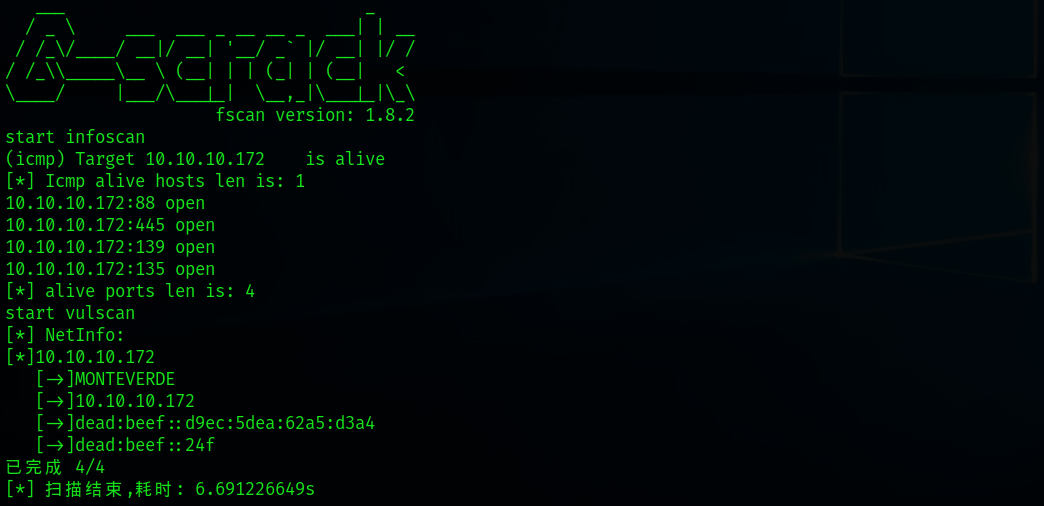 fscan version: 1.8.2
start infoscan
(icmp) Target 10.10.10.172    is alive
[*] Icmp alive hosts len is: 1
10.10.10.172:88 open
10.10.10.172:445 open
10.10.10.172:139 open
10.10.10.172:135 open
[*] alive ports len is: 4
start vulscan
[*] NetInfo:
[*]10.10.10.172
   [->]MONTEVERDE
   [->]10.10.10.172
   [->]dead:beef::d9ec:5dea:62a5:d3a4
   [->]dead:beef::24f
已完成 4/4
[*] 扫描结束,耗时: 6.691226649s